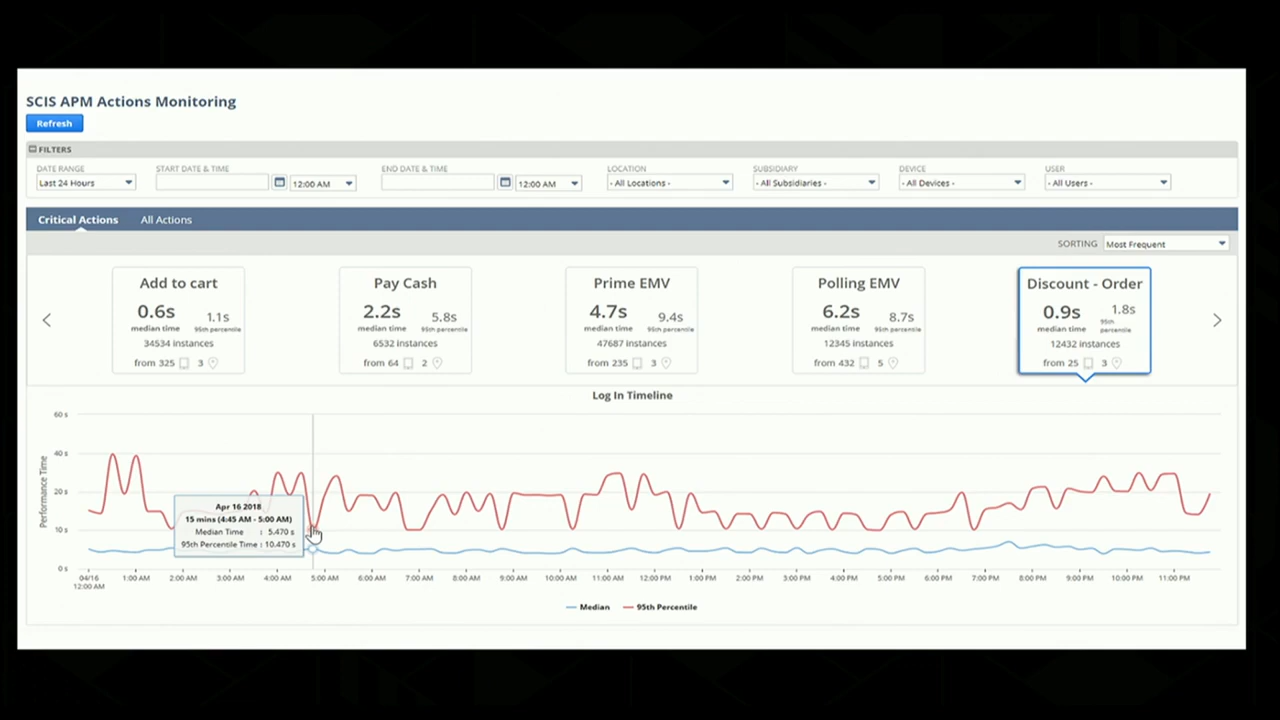 SCIS APM Actions Monitoring
Refresh
FILTERS
DATE RANGE START DATE & TIME END DATE & TIME LOCATION SUBSIDIARY DEVICE USER
Last 24 Hours 12:00 AM 12:00 AM - All Locations - - All Subsidiaries - - All Devices - - All Users -
Critical Actions All Actions
SORTING Most Frequent
Add to cart Pay Cash Prime EMV Polling EMV Discount - Order
0.6s 1.1s 2.2s 5.8s 4.7s 9.4s 6.2s 8.7s 0.9s 1.8s
median time 95th percentile median time 95th percentile median time 95th percentile median time 95th percentile median time 95th percentile
34534 instances 6532 instances 47687 instances 12345 instances 12432 instances
from 325 3 from 64 2 from 235 3 from 432 5 from 25 3
Log In Timeline
60 s
40 s
20 s
10 s
0 s
Performance Time
Apr 16 2018
15 mins (4:45 AM - 5:00 AM)
Median Time : 5.470 s
95th Percentile Time : 10.470 s
04/16 12:00 AM 1:00 AM 2:00 AM 3:00 AM 4:00 AM 5:00 AM 6:00 AM 7:00 AM 8:00 AM 9:00 AM 10:00 AM 11:00 AM 12:00 PM 1:00 PM 2:00 PM 3:00 PM 4:00 PM 5:00 PM 6:00 PM 7:00 PM 8:00 PM 9:00 PM 10:00 PM 11:00 PM
Median 95th Percentile